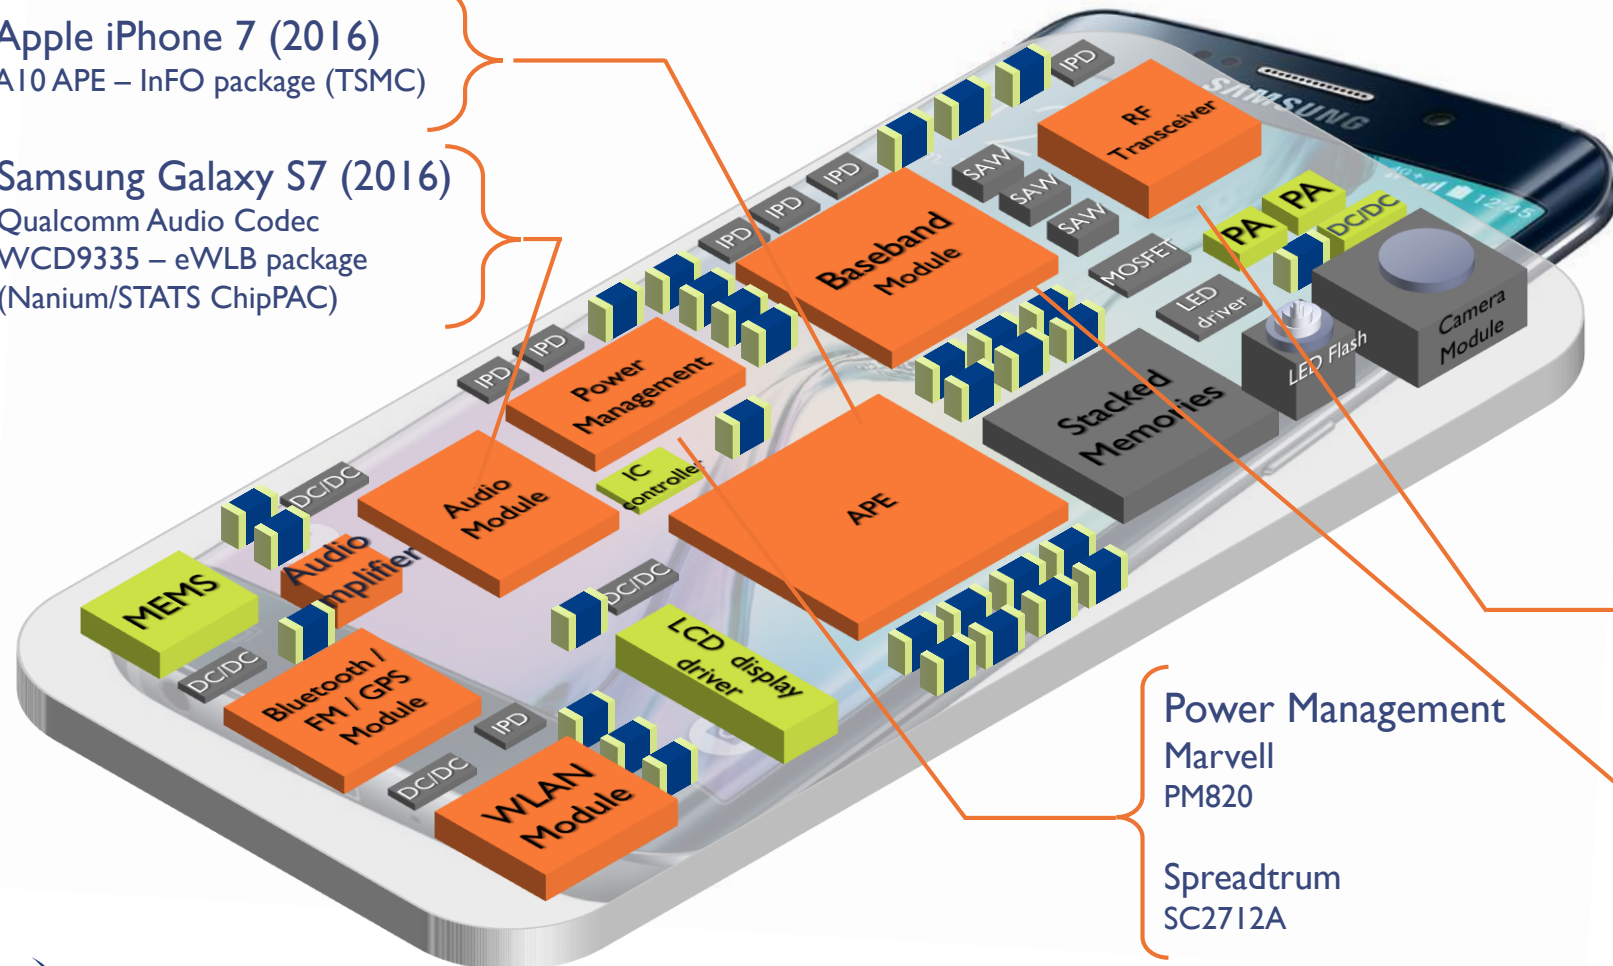 Apple iPhone 7 (2016)
A10 APE – InFO package (TSMC)
Samsung Galaxy S7 (2016)
Qualcomm Audio Codec
WCD9335 – eWLB package
(Nanium/STATS ChipPAC)
SAMSUNG
4G+
12:45
IPD
RF
Transceiver
IPD
IPD
IPD
SAW
SAW
SAW
PA
PA
DC/DC
Baseband
Module
MOSFET
LED
driver
Camera
Module
LED Flash
IPD
IPD
Power
Management
Stacked
Memories
DC/DC
Audio
Module
IC
controller
APE
Audio
mplifier
MEMS
DC/DC
DC/DC
LCD display
driver
Bluetooth /
FM / GPS
Module
IPD
DC/DC
WLAN
Module
Power Management
Marvell
PM820
Spreadtrum
SC2712A